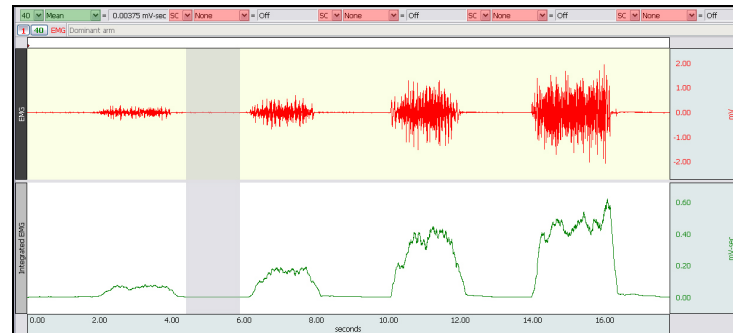 40 Mean = 0.00375 mV-sec SC None = Off SC None = Off SC None = Off SC None = Off
1 40 EMG Dominant arm
EMG
2.00
1.00
0.00
-1.00
-2.00
mV
Integrated EMG
0.60
0.40
0.20
0.00
mV-sec
0.00 2.00 4.00 6.00 8.00 10.00 12.00 14.00 16.00
seconds